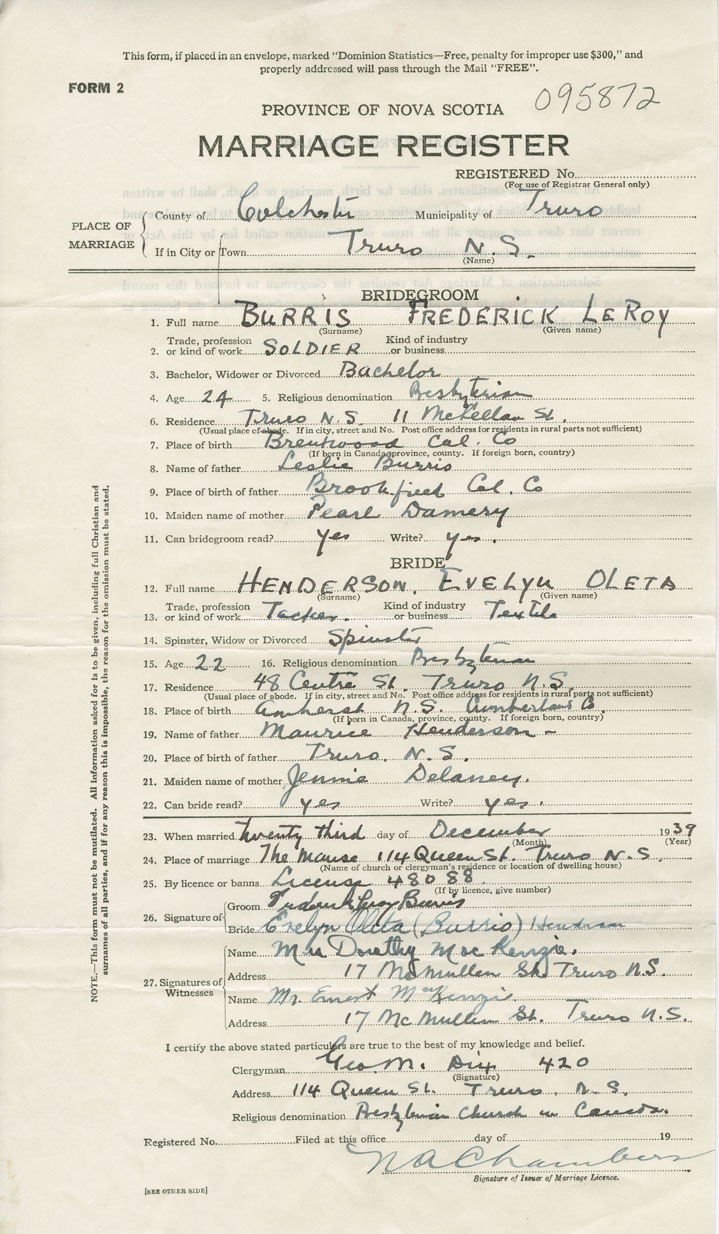 This form, if placed in an envelope, marked "Dominion Statistics—Free, penalty for improper use $300," and
properly addressed will pass through the Mail "FREE".
FORM 2
095872
PROVINCE OF NOVA SCOTIA
MARRIAGE REGISTER
REGISTERED No.
(For use of Registrar General only)
PLACE OF MARRIAGE
County of Colchester Municipality of Truro
If in City or Town Truro N.S.
(Name)
BRIDEGROOM
1. Full name BURRIS FREDERICK LEROY
(Surname) (Given name)
2. Trade, profession or kind of work SOLDIER Kind of industry or business
3. Bachelor, Widower or Divorced Bachelor
4. Age 24 5. Religious denomination Presbyterian
6. Residence Truro N.S. 11 McClellan St.
(Usual place of abode. If in city, street and No. Post office address for residents in rural parts not sufficient)
7. Place of birth Brentwood Col. Co
(If born in Canada, province, county. If foreign born, country)
8. Name of father Leslie Burris
9. Place of birth of father Brookfield Col. Co
10. Maiden name of mother Pearl Damery
11. Can bridegroom read? Yes Write? yes.
BRIDE
12. Full name HENDERSON, EVELYN OLETA
(Surname) (Given name)
13. Trade, profession or kind of work Tacker. Kind of industry or business Textile
14. Spinster, Widow or Divorced Spinster
15. Age 22 16. Religious denomination Presbyterian
17. Residence 48 Centre St. Truro N.S.
(Usual place of abode. If in city, street and No. Post office address for residents in rural parts not sufficient)
18. Place of birth Amherst N.S. Cumberland Co.
(If born in Canada, province, county. If foreign born, country)
19. Name of father Maurice Henderson -
20. Place of birth of father Truro. N.S.
21. Maiden name of mother Jennie Delaney.
22. Can bride read? yes Write? yes.
23. When married twenty third day of December 1939
(Month) (Year)
24. Place of marriage The Manse 114 Queen St. Truro N.S.
(Name of church or clergyman's residence or location of dwelling house)
25. By licence or banns License 48088
(If by licence, give number)
26. Signature of Groom Frederick Leroy Burris
Bride Evelyn Oleta (Burris) Henderson
27. Signatures of Witnesses
Name Mrs Dorothy MacKenzie.
Address 17 McMullen St. Truro N.S.
Name Mr. Ernest MacKenzie
Address 17 McMullen St. Truro N.S.
I certify the above stated particulars are true to the best of my knowledge and belief.
Clergyman Geo. M. Dix 420
(Signature)
Address 114 Queen St. Truro. N.S.
Religious denomination Presbyterian Church in Canada.
Registered No. Filed at this office day of 19
N A Chambers
Signature of Issuer of Marriage Licence.
[SEE OTHER SIDE]
NOTE.—This form must not be mutilated. All information asked for is to be given, including full Christian and
surnames of all parties, and if for any reason this is impossible, the reason for the omission must be stated.